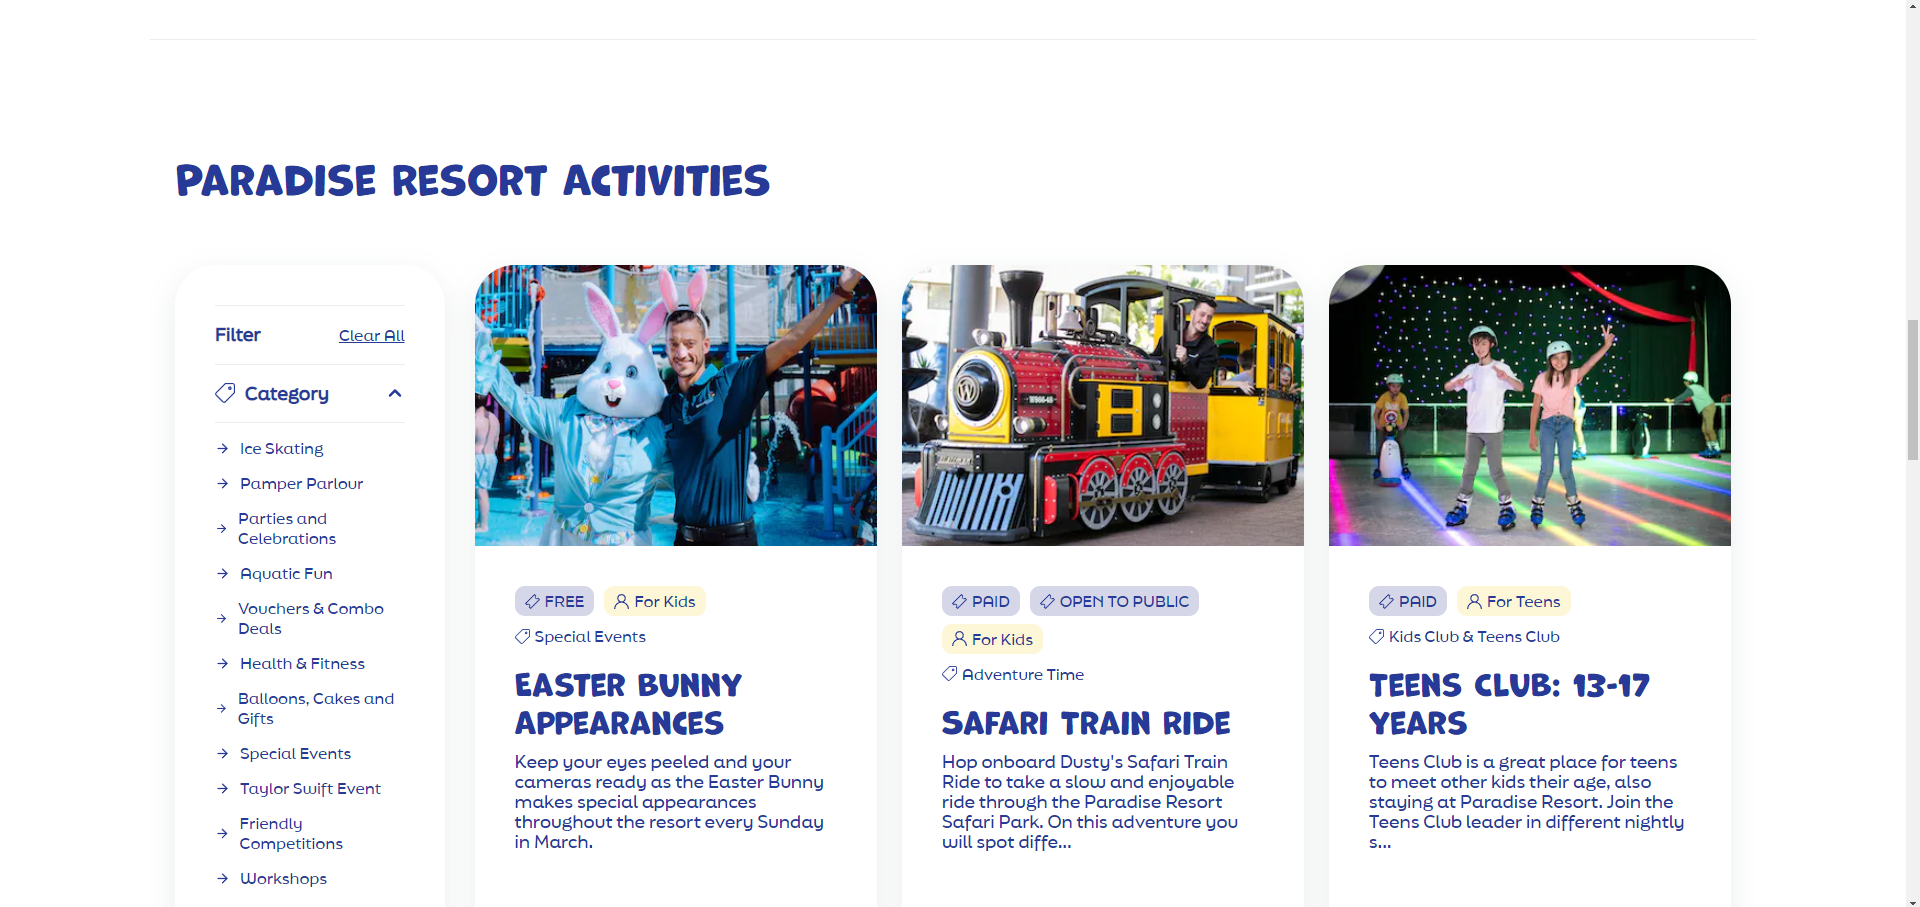 PARADISE RESORT ACTIVITIES
Filter
Clear All
Category
Ice Skating
Pamper Parlour
Parties and
Celebrations
Aquatic Fun
Vouchers & Combo
Deals
Health & Fitness
Balloons, Cakes and
Gifts
Special Events
Taylor Swift Event
Friendly
Competitions
Workshops
FREE
For Kids
Special Events
EASTER BUNNY
APPEARANCES
Keep your eyes peeled and your
cameras ready as the Easter Bunny
makes special appearances
throughout the resort every Sunday
in March.
W
PAID
OPEN TO PUBLIC
For Kids
Adventure Time
SAFARI TRAIN RIDE
Hop onboard Dusty's Safari Train
Ride to take a slow and enjoyable
ride through the Paradise Resort
Safari Park. On this adventure you
will spot diffe...
PAID
For Teens
Kids Club & Teens Club
TEENS CLUB: 13-17
YEARS
Teens Club is a great place for teens
to meet other kids their age, also
staying at Paradise Resort. Join the
Teens Club leader in different nightly
s...